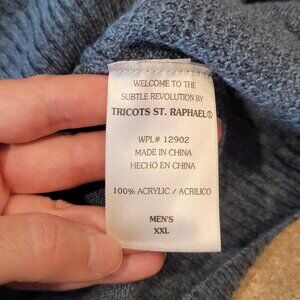 WELCOME TO THE
SUBTLE REVOLUTION BY
TRICOTS ST. RAPHAEL®
WPL# 12902
MADE IN CHINA
HECHO EN CHINA
100% ACRYLIC / ACRILICO
MEN'S
XXL